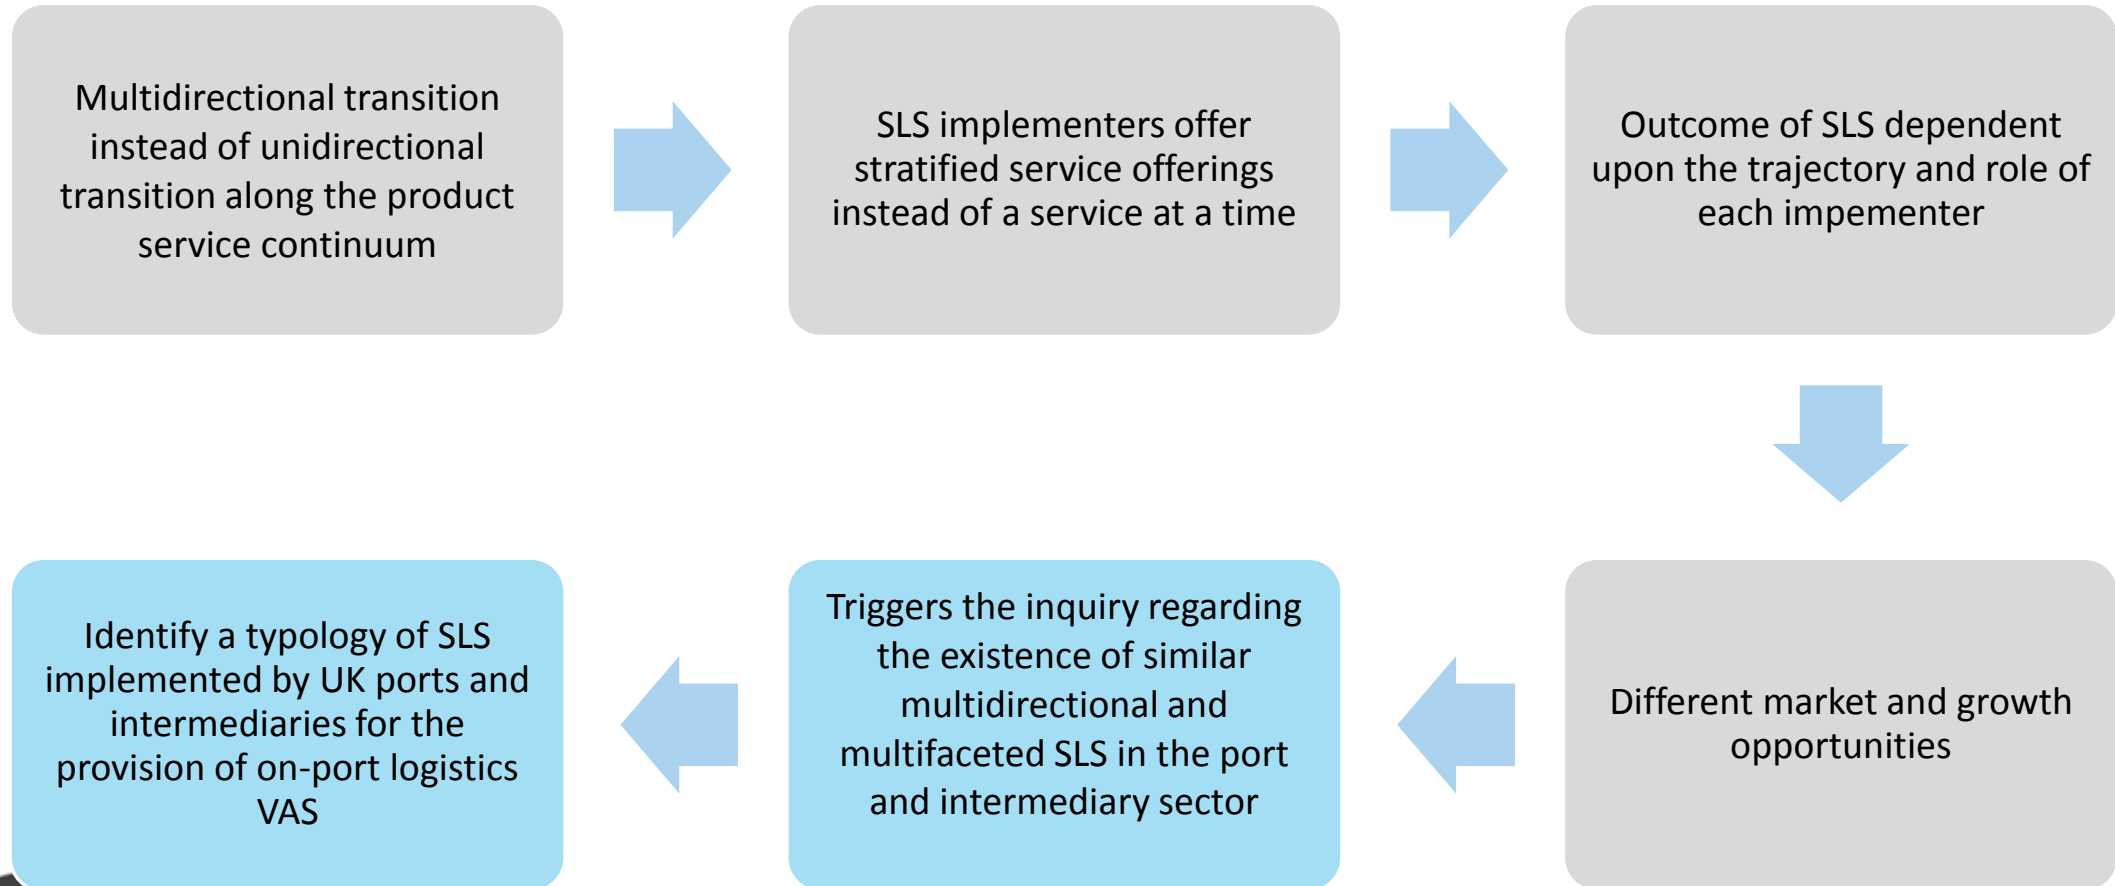 Multidirectional transition
instead of unidirectional
transition along the product
service continuum
SLS implementers offer
stratified service offerings
instead of a service at a time
Outcome of SLS dependent
upon the trajectory and role of
each impementer
Different market and growth
opportunities
Triggers the inquiry regarding
the existence of similar
multidirectional and
multifaceted SLS in the port
and intermediary sector
Identify a typology of SLS
implemented by UK ports and
intermediaries for the
provision of on-port logistics
VAS